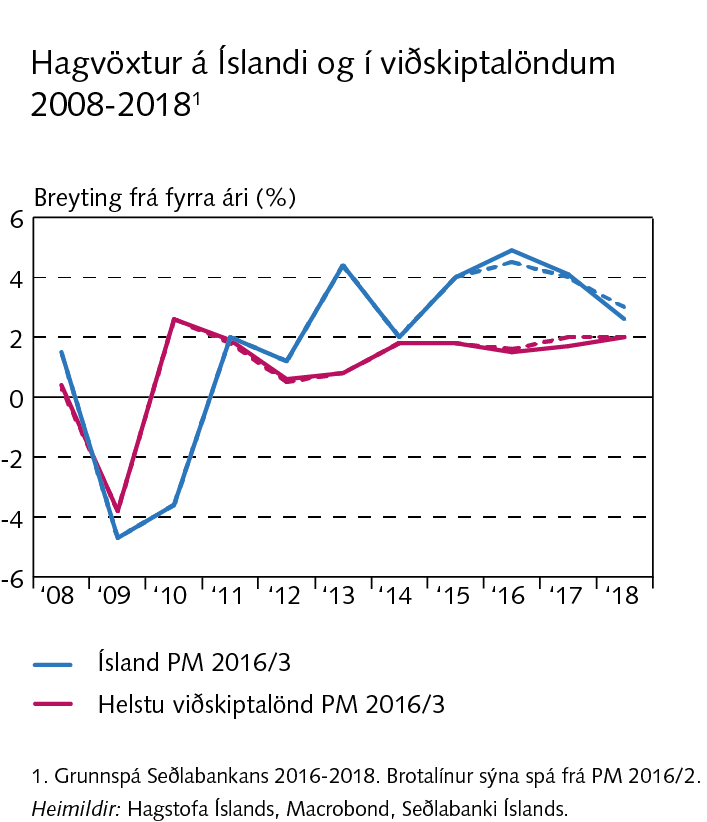 Hagvöxtur á Íslandi og í viðskiptalöndum
2008-2018¹
Breyting frá fyrra ári (%)
6
4
2
0
-2
-4
-6
‘08 ‘09 ‘10 ‘11 ‘12 ‘13 ‘14 ‘15 ‘16 ‘17 ‘18
Ísland PM 2016/3
Helstu viðskiptalönd PM 2016/3
1. Grunnspá Seðlabankans 2016-2018. Brotalínur sýna spá frá PM 2016/2.
Heimildir: Hagstofa Íslands, Macrobond, Seðlabanki Íslands.